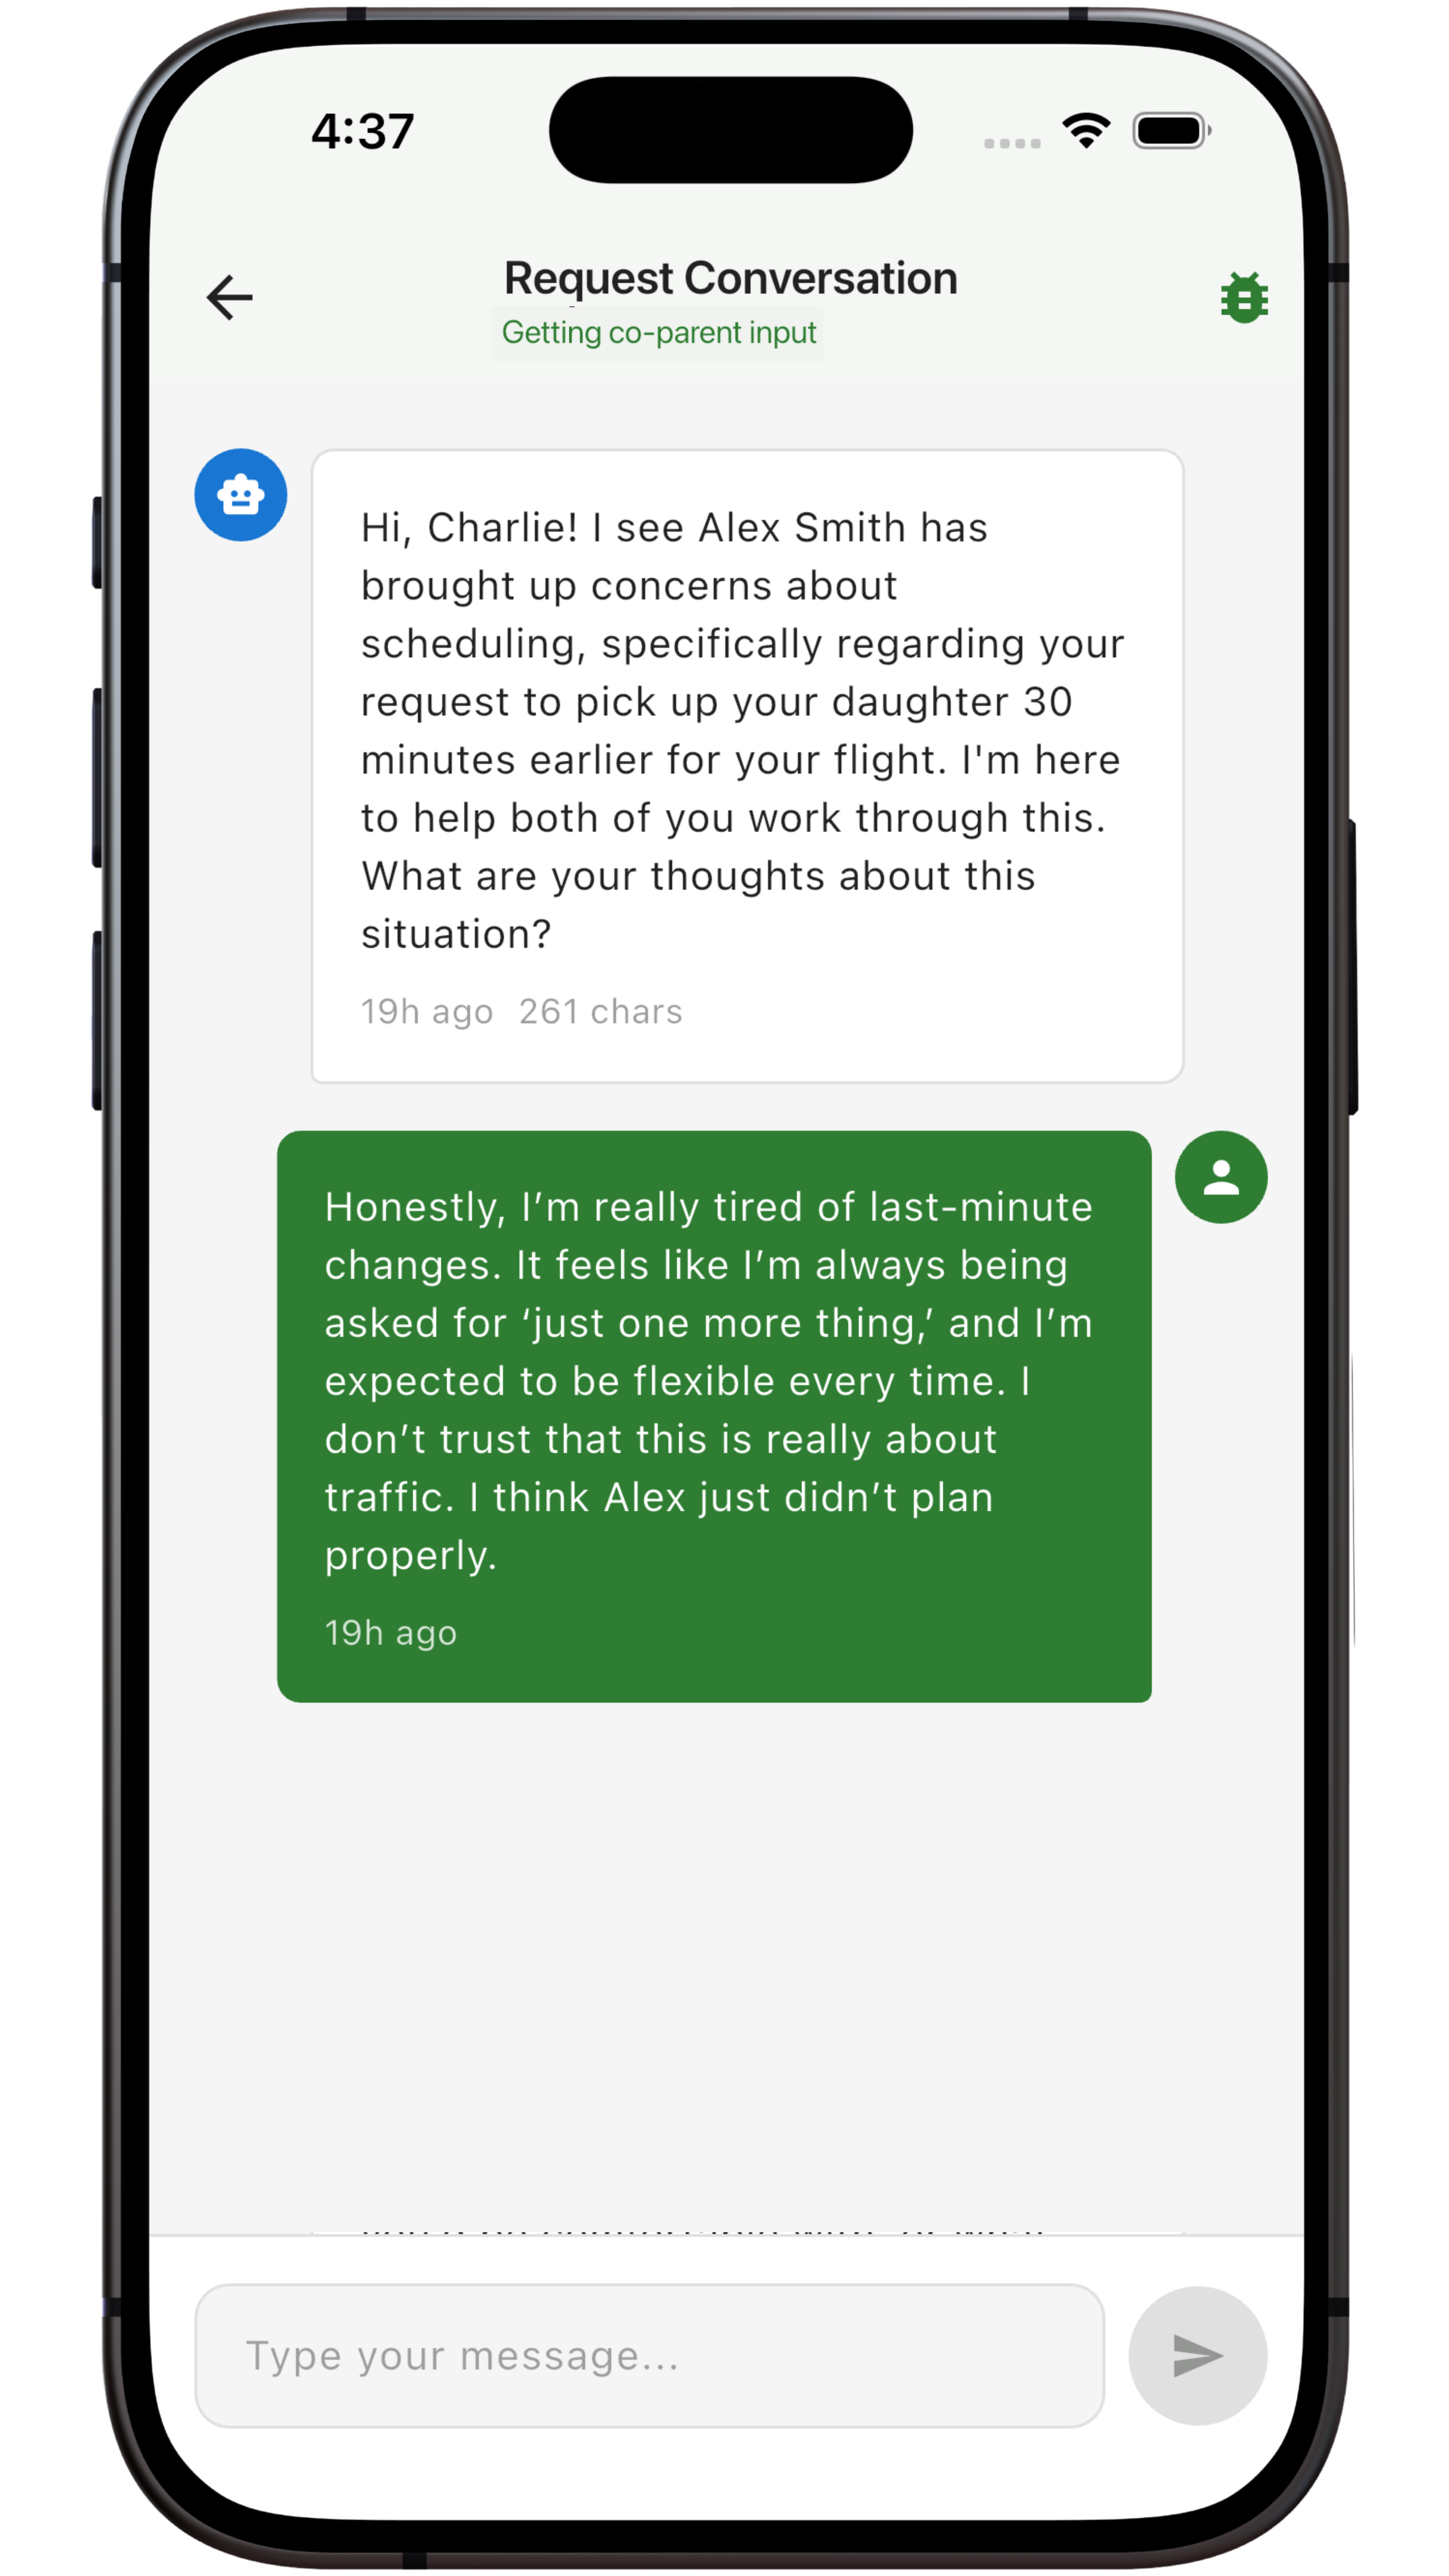 4:37
Request Conversation
Getting co-parent input
Hi, Charlie! I see Alex Smith has
brought up concerns about
scheduling, specifically regarding your
request to pick up your daughter 30
minutes earlier for your flight. I'm here
to help both of you work through this.
What are your thoughts about this
situation?
19h ago 261 chars
Honestly, I’m really tired of last-minute
changes. It feels like I’m always being
asked for ‘just one more thing,’ and I’m
expected to be flexible every time. I
don’t trust that this is really about
traffic. I think Alex just didn’t plan
properly.
19h ago
Type your message...